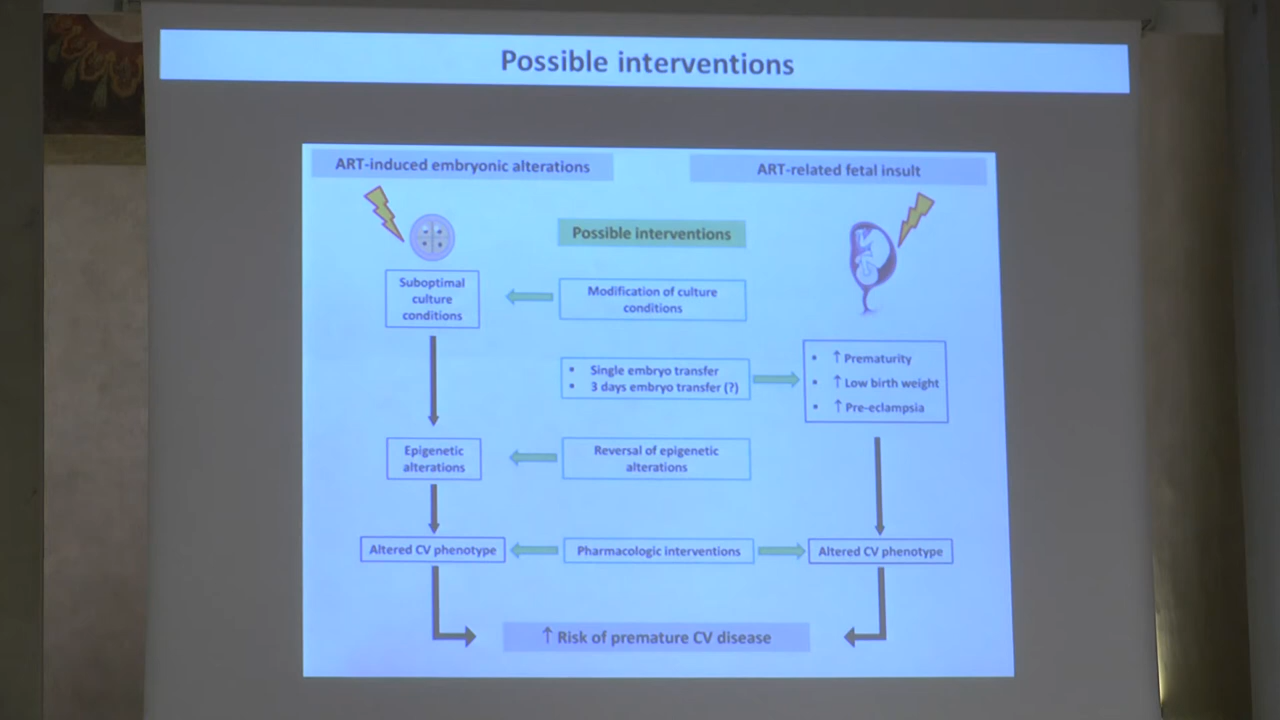 Possible interventions
ART-induced embryonic alterations
ART-related fetal insult
Possible interventions
Suboptimal
culture
conditions
Modification of culture
conditions
• Single embryo transfer
• 3 days embryo transfer (?)
• ↑ Prematurity
• ↑ Low birth weight
• ↑ Pre-eclampsia
Epigenetic
alterations
Reversal of epigenetic
alterations
Altered CV phenotype
Pharmacologic interventions
Altered CV phenotype
↑ Risk of premature CV disease